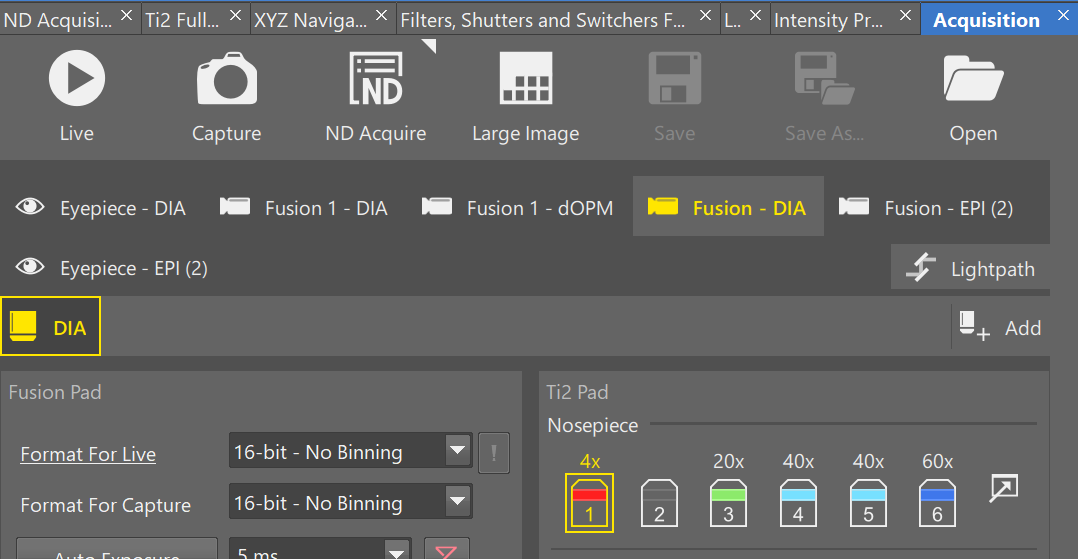 ND Acquisi... Ti2 Full... XYZ Naviga... Filters, Shutters and Switchers F... L... Intensity Pr... Acquisition
Live Capture ND Acquire Large Image Save Save As... Open
Eyepiece - DIA Fusion 1 - DIA Fusion 1 - dOPM Fusion - DIA Fusion - EPI (2)
Eyepiece - EPI (2) Lightpath
DIA Add
Fusion Pad
Format For Live 16-bit - No Binning !
Format For Capture 16-bit - No Binning
Auto Exposure 5 ms
Ti2 Pad
Nosepiece
4x 20x 40x 40x 60x
1 2 3 4 5 6